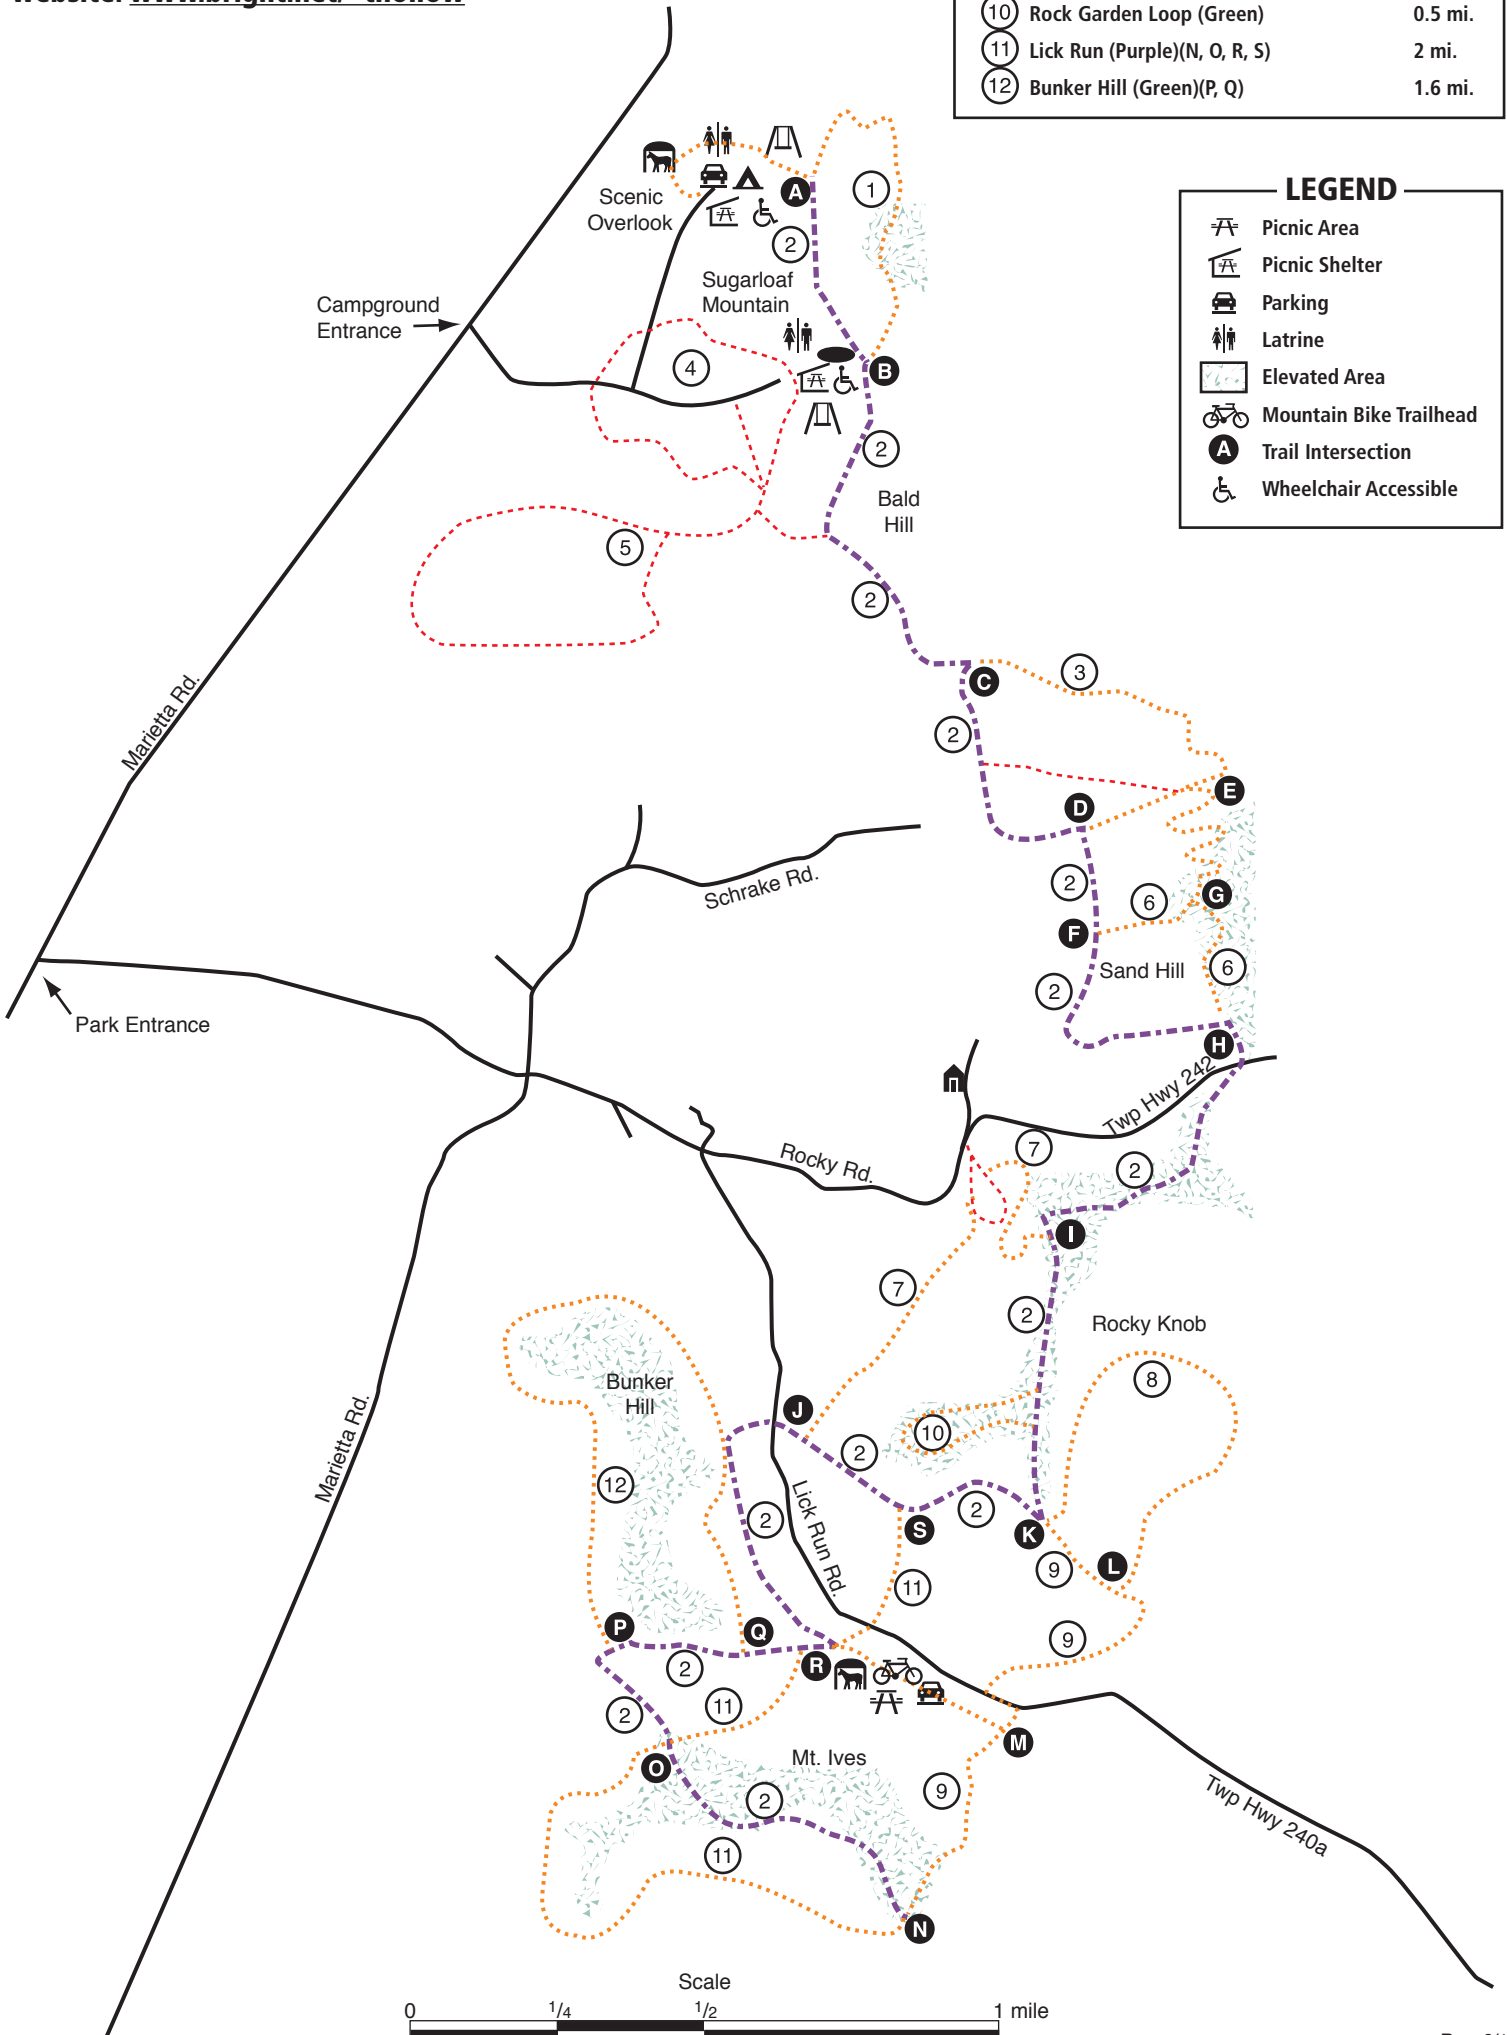 10 Rock Garden Loop (Green) 0.5 mi.
11 Lick Run (Purple)(N, O, R, S) 2 mi.
12 Bunker Hill (Green)(P, Q) 1.6 mi.
LEGEND
Picnic Area
Picnic Shelter
Parking
Latrine
Elevated Area
Mountain Bike Trailhead
A Trail Intersection
Wheelchair Accessible
Scenic
Overlook
A
1
2
Sugarloaf
Mountain
Campground
Entrance
4
B
2
Bald
Hill
5
2
3
C
2
Marietta Rd.
E
D
Schrake Rd.
2
6
G
F
Sand Hill
6
2
Park Entrance
H
Twp Hwy 242
7
Rocky Rd.
2
I
7
2
Rocky Knob
Bunker
Hill
8
J
10
2
Marietta Rd.
12
Lick Run Rd.
2
2
S
K
9
L
11
P
Q
9
R
2
11
2
M
Mt. Ives
O
9
2
Twp Hwy 240a
11
N
Scale
0 1/4 1/2 1 mile